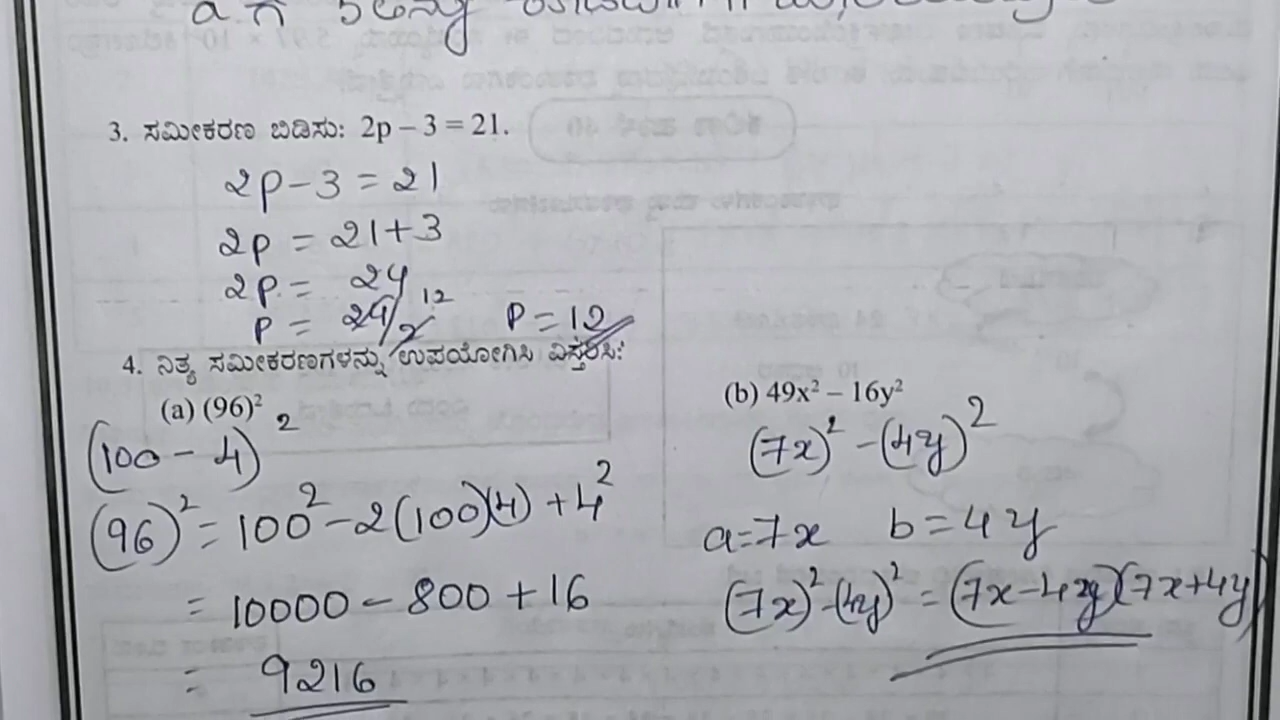 3. ಸಮೀಕರಣ ಬಿಡಿಸು: 2p – 3 = 21.
2p – 3 = 21
2p = 21+3
2p = 24
p = 24/2 12 P = 12
4. ನಿತ್ಯ ಸಮೀಕರಣಗಳನ್ನು ಉಪಯೋಗಿಸಿ ವಿಸ್ತರಿಸಿ:
(a) (96)²
(100 – 4)²
(96)² = 100² – 2(100)(4) + 4²
= 10000 – 800 + 16
= 9216
(b) 49x² – 16y²
(7x)² – (4y)²
a=7x b=4y
(7x)² – (4y)² = (7x–4y)(7x+4y)